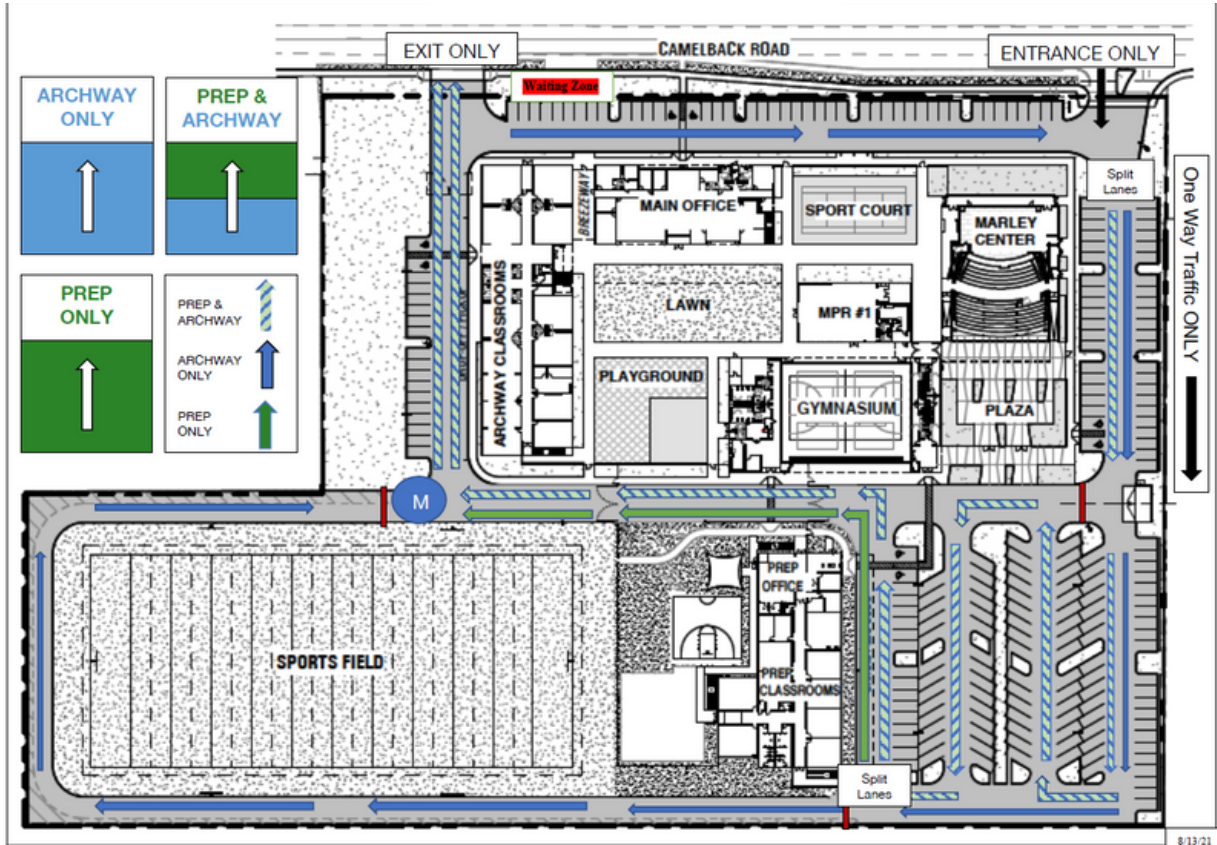 CAMELBACK ROAD
EXIT ONLY
ENTRANCE ONLY
Waiting Zone
ARCHWAY
ONLY
PREP &
ARCHWAY
PREP
ONLY
PREP &
ARCHWAY
ARCHWAY
ONLY
PREP
ONLY
Split
Lanes
One Way Traffic ONLY
BREEZEWAY
MAIN OFFICE
SPORT COURT
MARLEY
CENTER
ARCHWAY CLASSROOMS
LAWN
MPR #1
PLAYGROUND
GYMNASIUM
PLAZA
M
PREP
OFFICE
SPORTS FIELD
PREP
CLASSROOMS
Split
Lanes
8/13/21